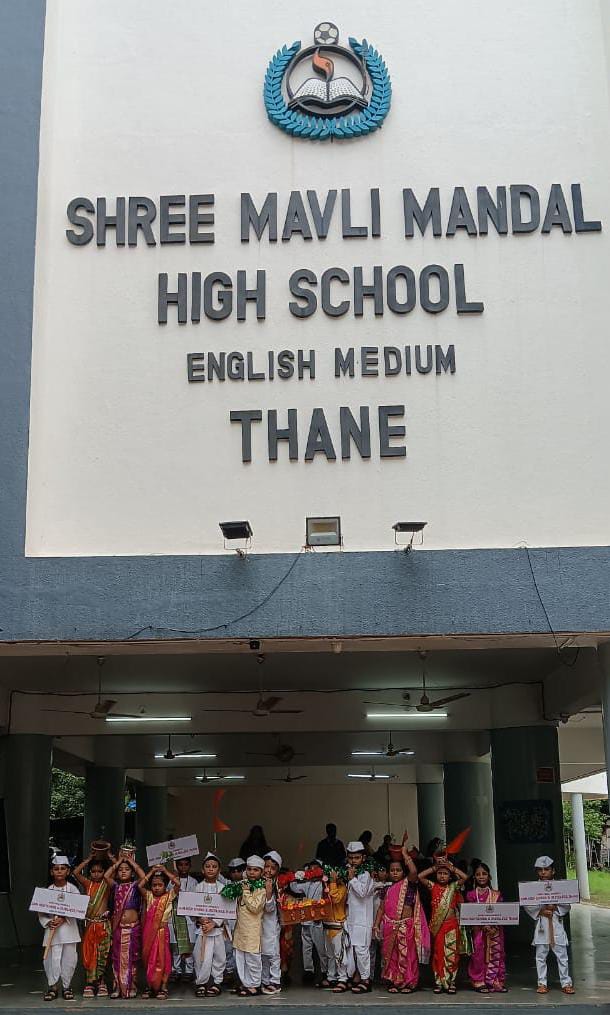 SHREE MAVLI MANDAL
HIGH SCHOOL
ENGLISH MEDIUM
THANE